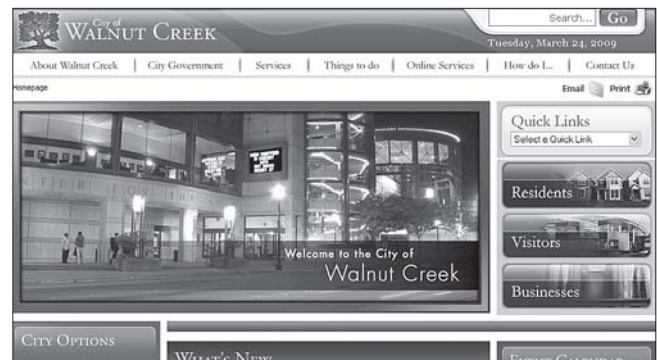 City of
WALNUT CREEK
Search... Go
Tuesday, March 24, 2009
About Walnut Creek | City Government | Services | Things to do | Online Services | How do I... | Contact Us
Homepage
Email Print
Quick Links
Select a Quick Link
Residents
Visitors
Businesses
Welcome to the City of
Walnut Creek
CITY OPTIONS
WHAT'S NEW
EVENT CALENDAR